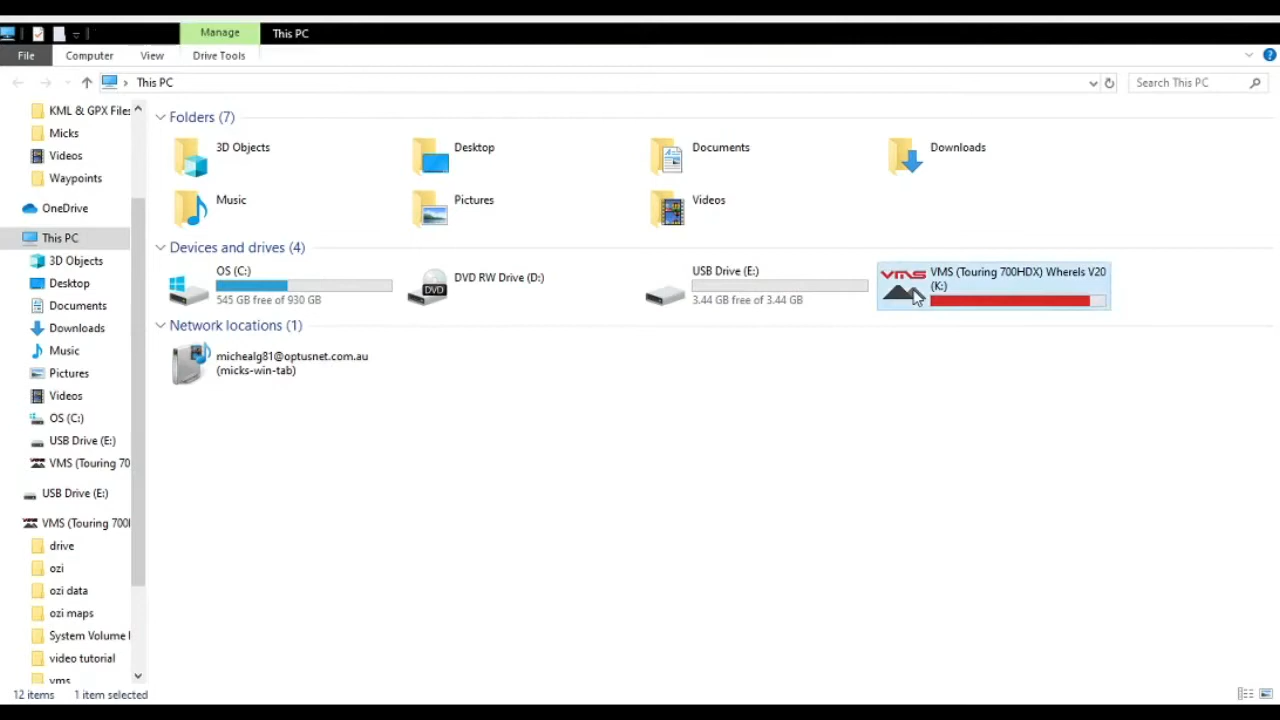 Manage
This PC
File
Computer
View
Drive Tools
This PC
Search This PC
KML & GPX Files
Micks
Videos
Waypoints
OneDrive
This PC
3D Objects
Desktop
Documents
Downloads
Music
Pictures
Videos
OS (C:)
USB Drive (E:)
VMS (Touring 70
USB Drive (E:)
VMS (Touring 700
drive
ozi
ozi data
ozi maps
System Volume
video tutorial
vms
Folders (7)
3D Objects
Desktop
Documents
Downloads
Music
Pictures
Videos
Devices and drives (4)
OS (C:)
545 GB free of 930 GB
DVD
DVD RW Drive (D:)
USB Drive (E:)
3.44 GB free of 3.44 GB
VMS
VMS (Touring 700HDX) WhereIs V20
(K:)
Network locations (1)
michealg81@optusnet.com.au
(micks-win-tab)
12 items
1 item selected